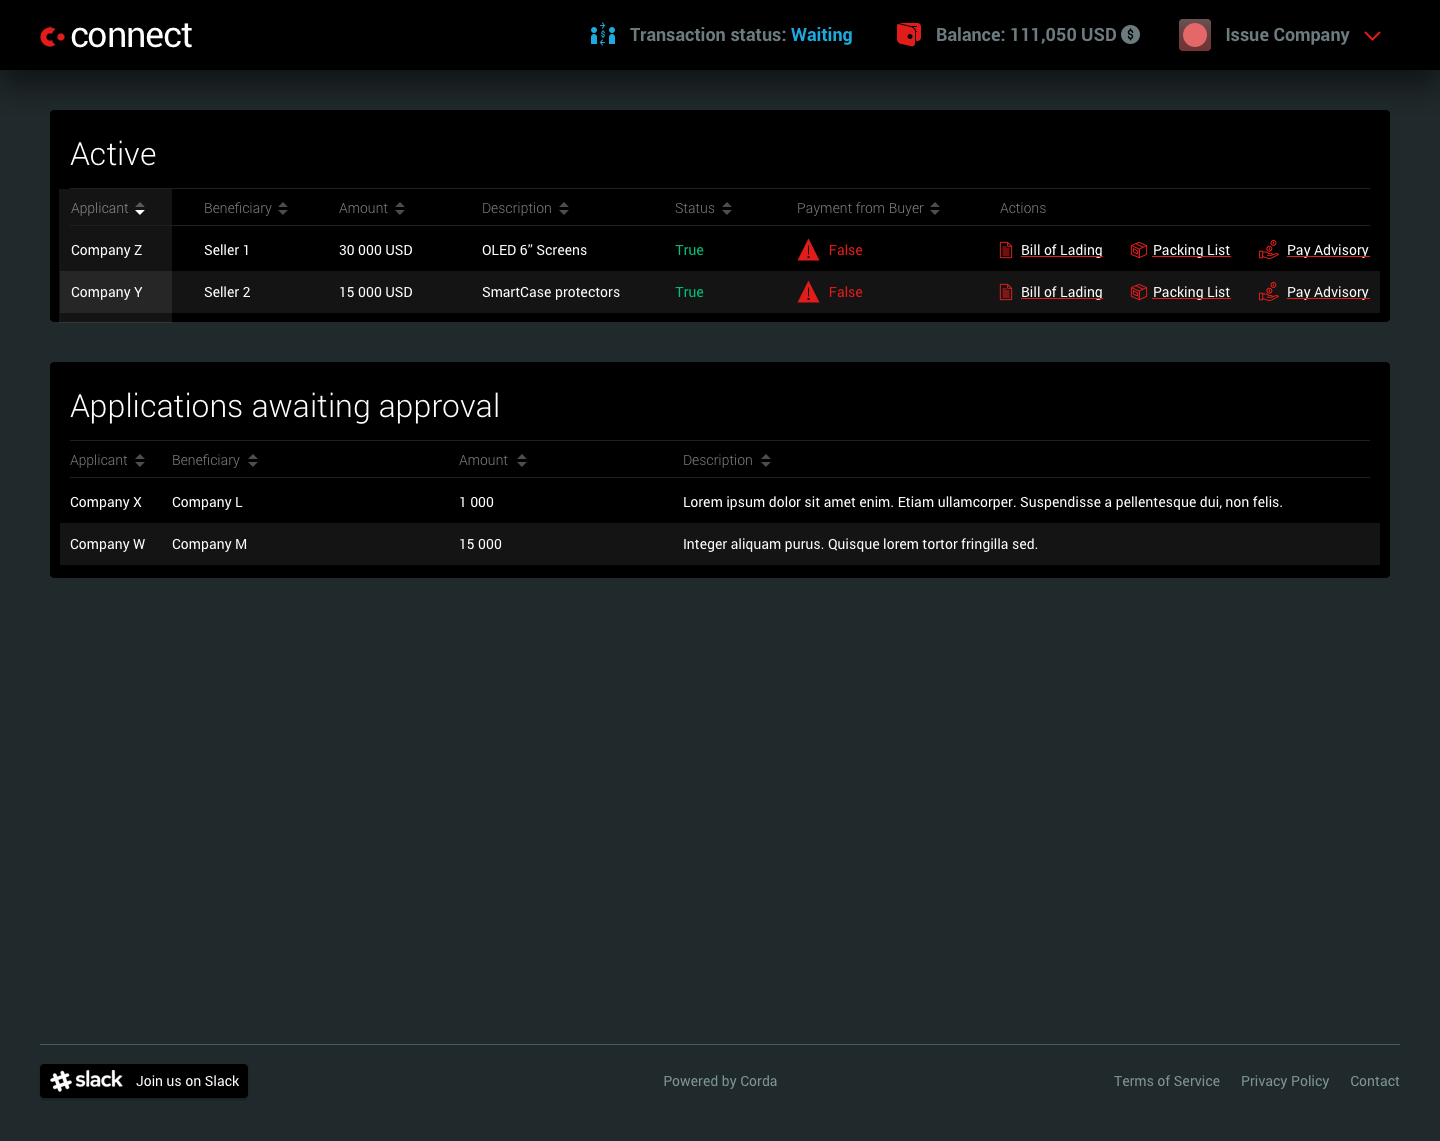 connect Transaction status: Waiting Balance: 111,050 USD $ Issue Company
Active
Applicant Beneficiary Amount Description Status Payment from Buyer Actions
Company Z Seller 1 30 000 USD OLED 6” Screens True False Bill of Lading Packing List Pay Advisory
Company Y Seller 2 15 000 USD SmartCase protectors True False Bill of Lading Packing List Pay Advisory
Applications awaiting approval
Applicant Beneficiary Amount Description
Company X Company L 1 000 Lorem ipsum dolor sit amet enim. Etiam ullamcorper. Suspendisse a pellentesque dui, non felis.
Company W Company M 15 000 Integer aliquam purus. Quisque lorem tortor fringilla sed.
slack Join us on Slack Powered by Corda Terms of Service Privacy Policy Contact